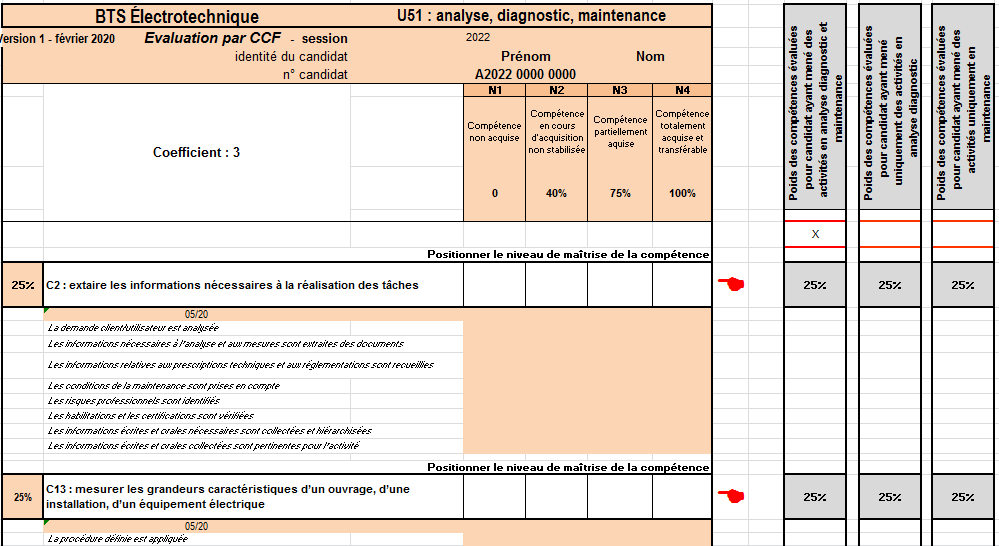 BTS Électrotechnique
U51 : analyse, diagnostic, maintenance
Version 1 - février 2020
Evaluation par CCF - session
2022
identité du candidat
Prénom
Nom
n° candidat
A2022 0000 0000
Coefficient : 3
N1
N2
N3
N4
Compétence
non acquise
Compétence
en cours
d'acquisition
non stabilisée
Compétence
partiellement
aquise
Compétence
totalement
acquise et
transférable
0
40%
75%
100%
Poids des compétences évaluées
pour candidat ayant mené des
activités en analyse diagnostic et
maintenance
Poids des compétences évaluées
pour candidat ayant mené
uniquement des activités en
analyse diagnostic
Poids des compétences évaluées
pour candidat ayant mené des
activités uniquement en
maintenance
X
Positionner le niveau de maîtrise de la compétence
25%
C2 : extaire les informations nécessaires à la réalisation des tâches
25%
25%
25%
05/20
La demande client/utilisateur est analysée
Les informations nécessaires à l'analyse et aux mesures sont extraites des documents
Les informations relatives aux prescriptions techniques et aux réglementations sont recueillies
Les conditions de la maintenance sont prises en compte
Les risques professionnels sont identifiés
Les habilitations et les certifications sont vérifiées
Les informations écrites et orales nécessaires sont collectées et hiérarchisées
Les informations écrites et orales collectées sont pertinentes pour l'activité
Positionner le niveau de maîtrise de la compétence
25%
C13 : mesurer les grandeurs caractéristiques d'un ouvrage, d'une
installation, d'un équipement électrique
25%
25%
25%
05/20
La procédure définie est appliquée